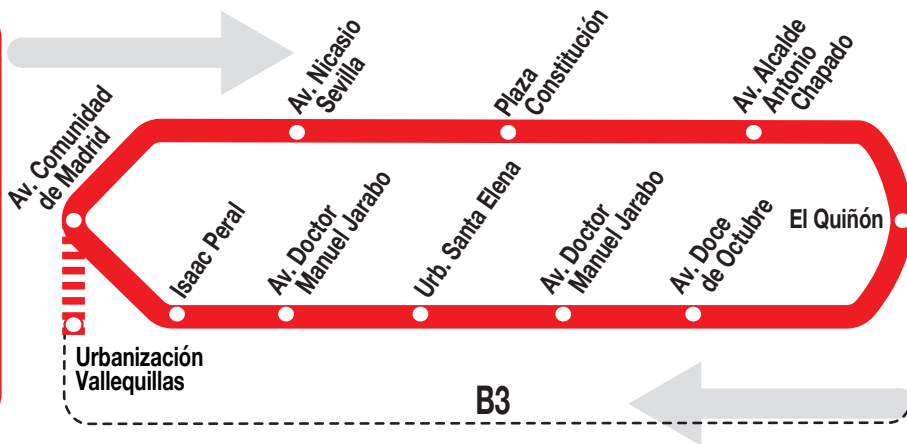 Av. Comunidad
de Madrid
Av. Nicasio
Sevilla
Plaza
Constitución
Av. Alcalde
Antonio
Chapado
El Quiñón
Isaac Peral
Av. Doctor
Manuel Jarabo
Urb. Santa Elena
Av. Doctor
Manuel Jarabo
Av. Doce
de Octubre
Urbanización
Vallequillas
B3